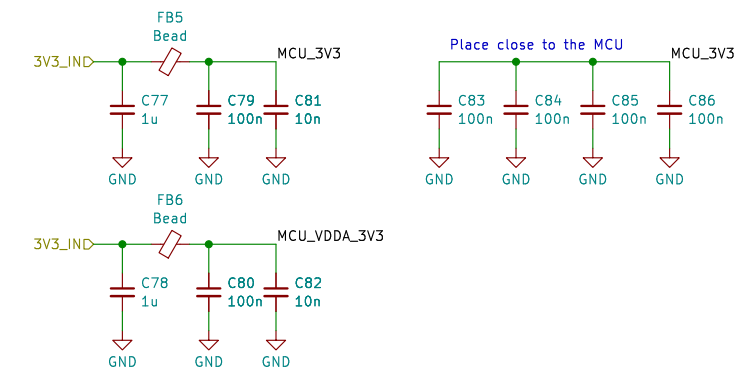 FB5
Bead
3V3_IN
MCU_3V3
C77
1u
C79
100n
C81
10n
GND
GND
GND
Place close to the MCU
MCU_3V3
C83
100n
C84
100n
C85
100n
C86
100n
GND
GND
GND
GND
FB6
Bead
3V3_IN
MCU_VDDA_3V3
C78
1u
C80
100n
C82
10n
GND
GND
GND